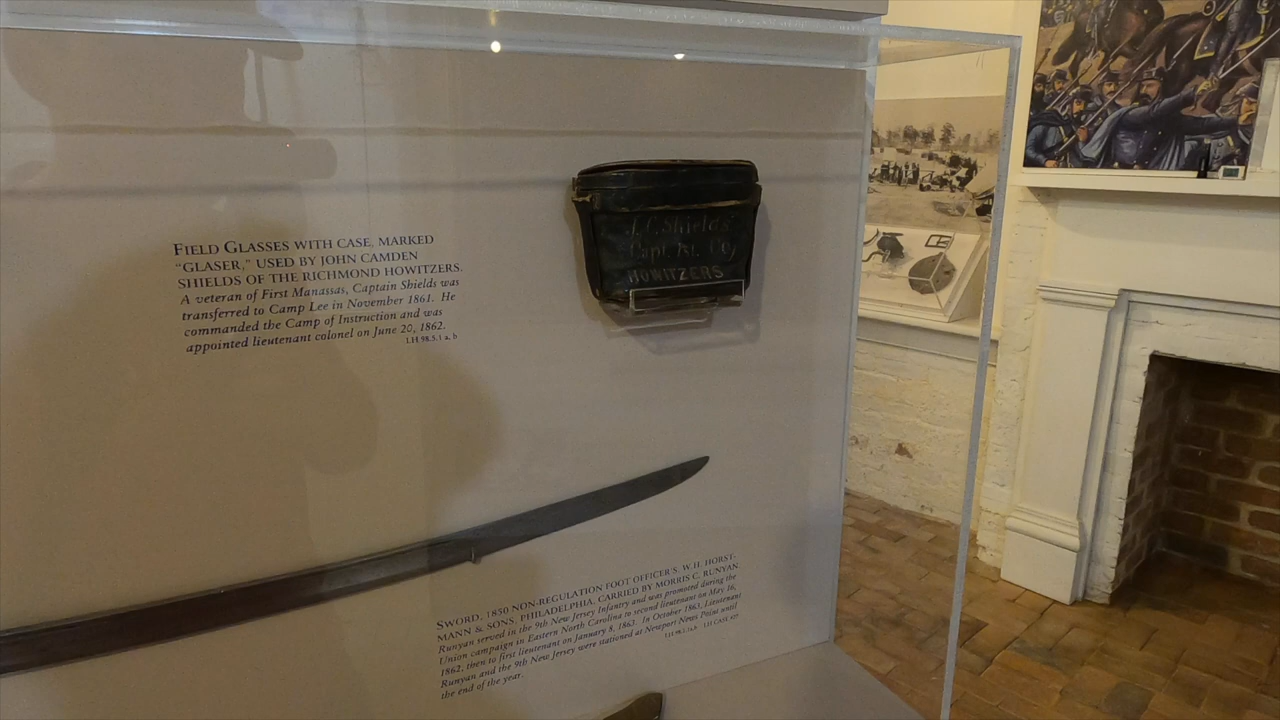 FIELD GLASSES WITH CASE, MARKED
"GLASER," USED BY JOHN CAMDEN
SHIELDS OF THE RICHMOND HOWITZERS.
A veteran of First Manassas, Captain Shields was
transferred to Camp Lee in November 1861. He
commanded the Camp of Instruction and was
appointed lieutenant colonel on June 20, 1862.
LH 98.5.1 a, b
J.C. Shields
Capt. 1st. Coy
HOWITZERS
SWORD, 1850 NON-REGULATION FOOT OFFICER'S, W.H. HORST-
MANN & SONS, PHILADELPHIA, CARRIED BY MORRIS C. RUNYAN
Runyan served in the 9th New Jersey Infantry and was promoted during the
Union campaign in Eastern North Carolina to second lieutenant on May 16,
1862; then to first lieutenant on January 8, 1863. In October 1863, Lieutenant
Runyan and the 9th New Jersey were stationed at Newport News Point until
the end of the year.